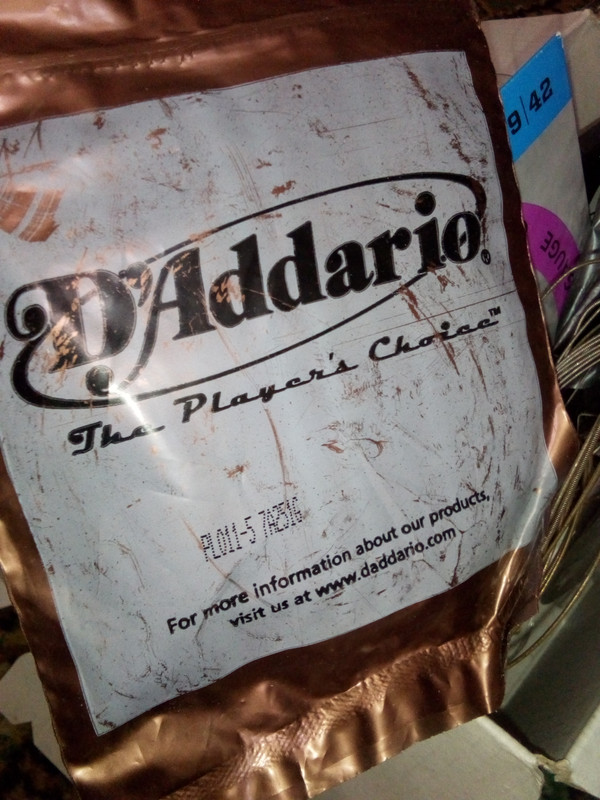 D'Addario®
The Player's Choice™
PL011-5 7A251G
For more information about our products,
visit us at www.daddario.com
9|42